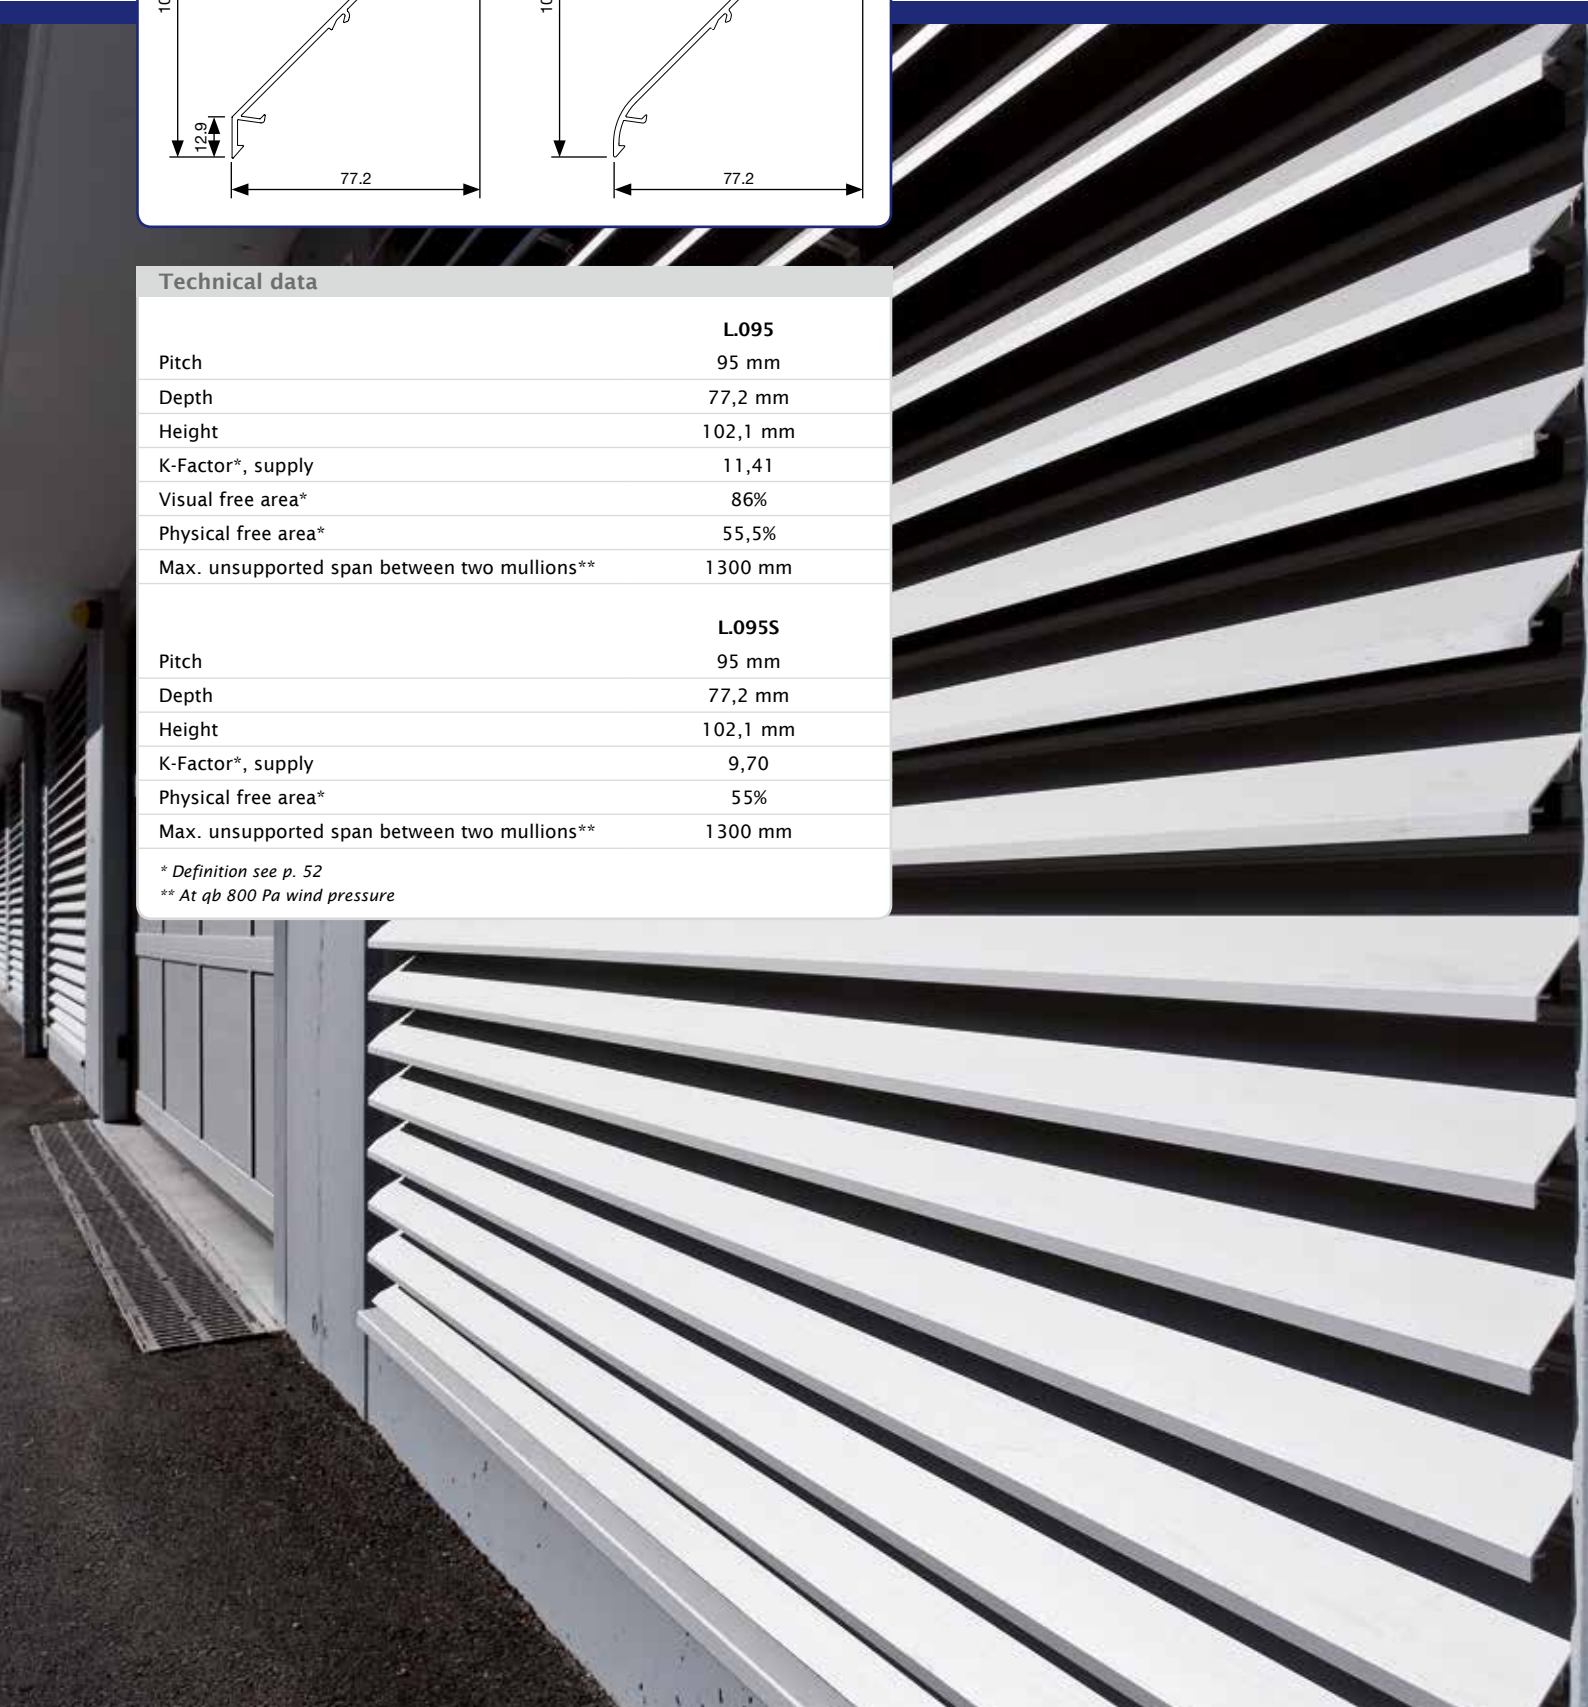 12.9
77.2
77.2
Technical data
L.095
Pitch 95 mm
Depth 77,2 mm
Height 102,1 mm
K-Factor*, supply 11,41
Visual free area* 86%
Physical free area* 55,5%
Max. unsupported span between two mullions** 1300 mm
L.095S
Pitch 95 mm
Depth 77,2 mm
Height 102,1 mm
K-Factor*, supply 9,70
Physical free area* 55%
Max. unsupported span between two mullions** 1300 mm
* Definition see p. 52
** At qb 800 Pa wind pressure